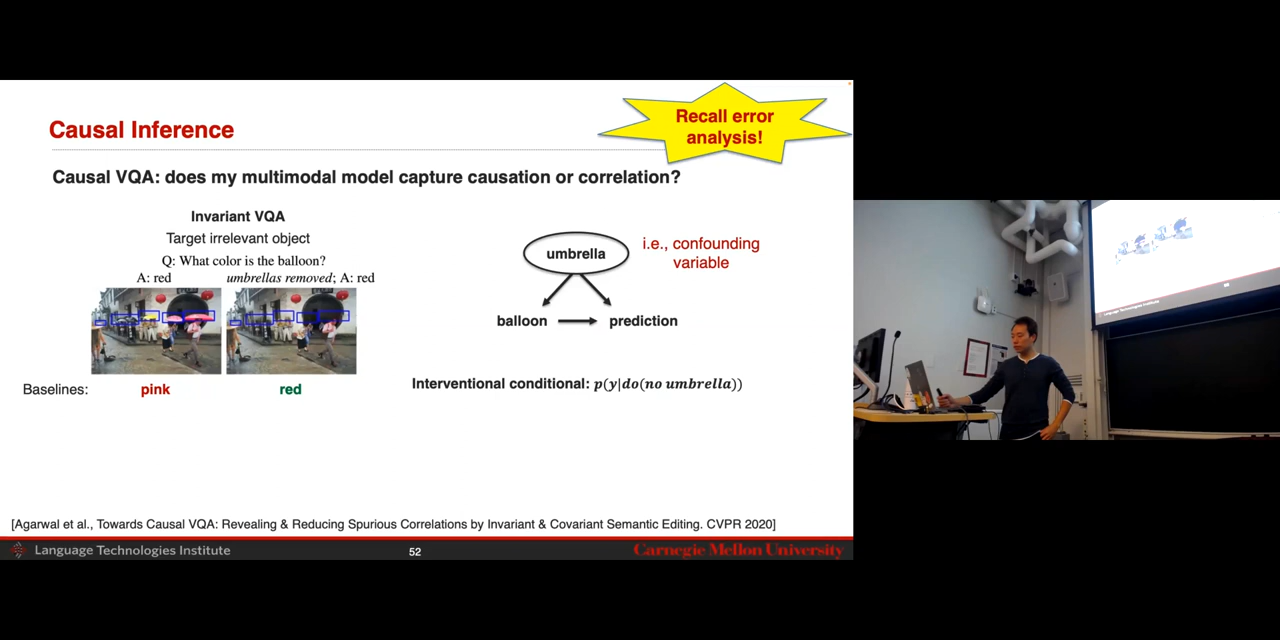 Causal Inference
Recall error
analysis!
Causal VQA: does my multimodal model capture causation or correlation?
Invariant VQA
Target irrelevant object
Q: What color is the balloon?
A: red
umbrellas removed; A: red
Baselines:
pink
red
umbrella
i.e., confounding
variable
balloon
prediction
Interventional conditional: p(y|do(no umbrella))
[Agarwal et al., Towards Causal VQA: Revealing & Reducing Spurious Correlations by Invariant & Covariant Semantic Editing. CVPR 2020]
Language Technologies Institute
52
Carnegie Mellon University